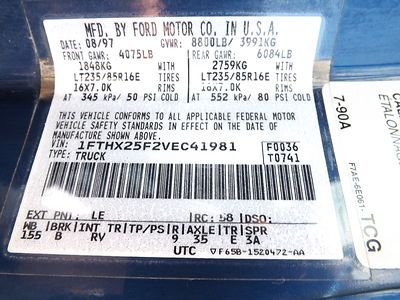 MFD. BY FORD MOTOR CO. IN U.S.A.
DATE: 08/97 GVWR: 8800LB/ 3991KG
FRONT GAWR: 4075LB REAR GAWR: 6084LB
1848KG WITH 2759KG WITH
LT235/85R16E TIRES LT235/85R16E TIRES
16X7.0K RIMS 16X7.0K RIMS
AT 345 kPa/ 50 PSI COLD AT 552 kPa/ 80 PSI COLD
THIS VEHICLE CONFORMS TO ALL APPLICABLE FEDERAL MOTOR
VEHICLE SAFETY STANDARDS IN EFFECT ON THE DATE OF
MANUFACTURE SHOWN ABOVE.
VIN: 1FTHX25F2VEC41981 F0036
TYPE: TRUCK T0741
EXT PNT: LE RC: 58 DSO:
WB BRK INT TR TP/PS R AXLE TR SPR
155 B RV 9 35 E 3A
UTC F65B-1520472-AA
7-90A
ETALONNA
F7AE-6E061-
TCG